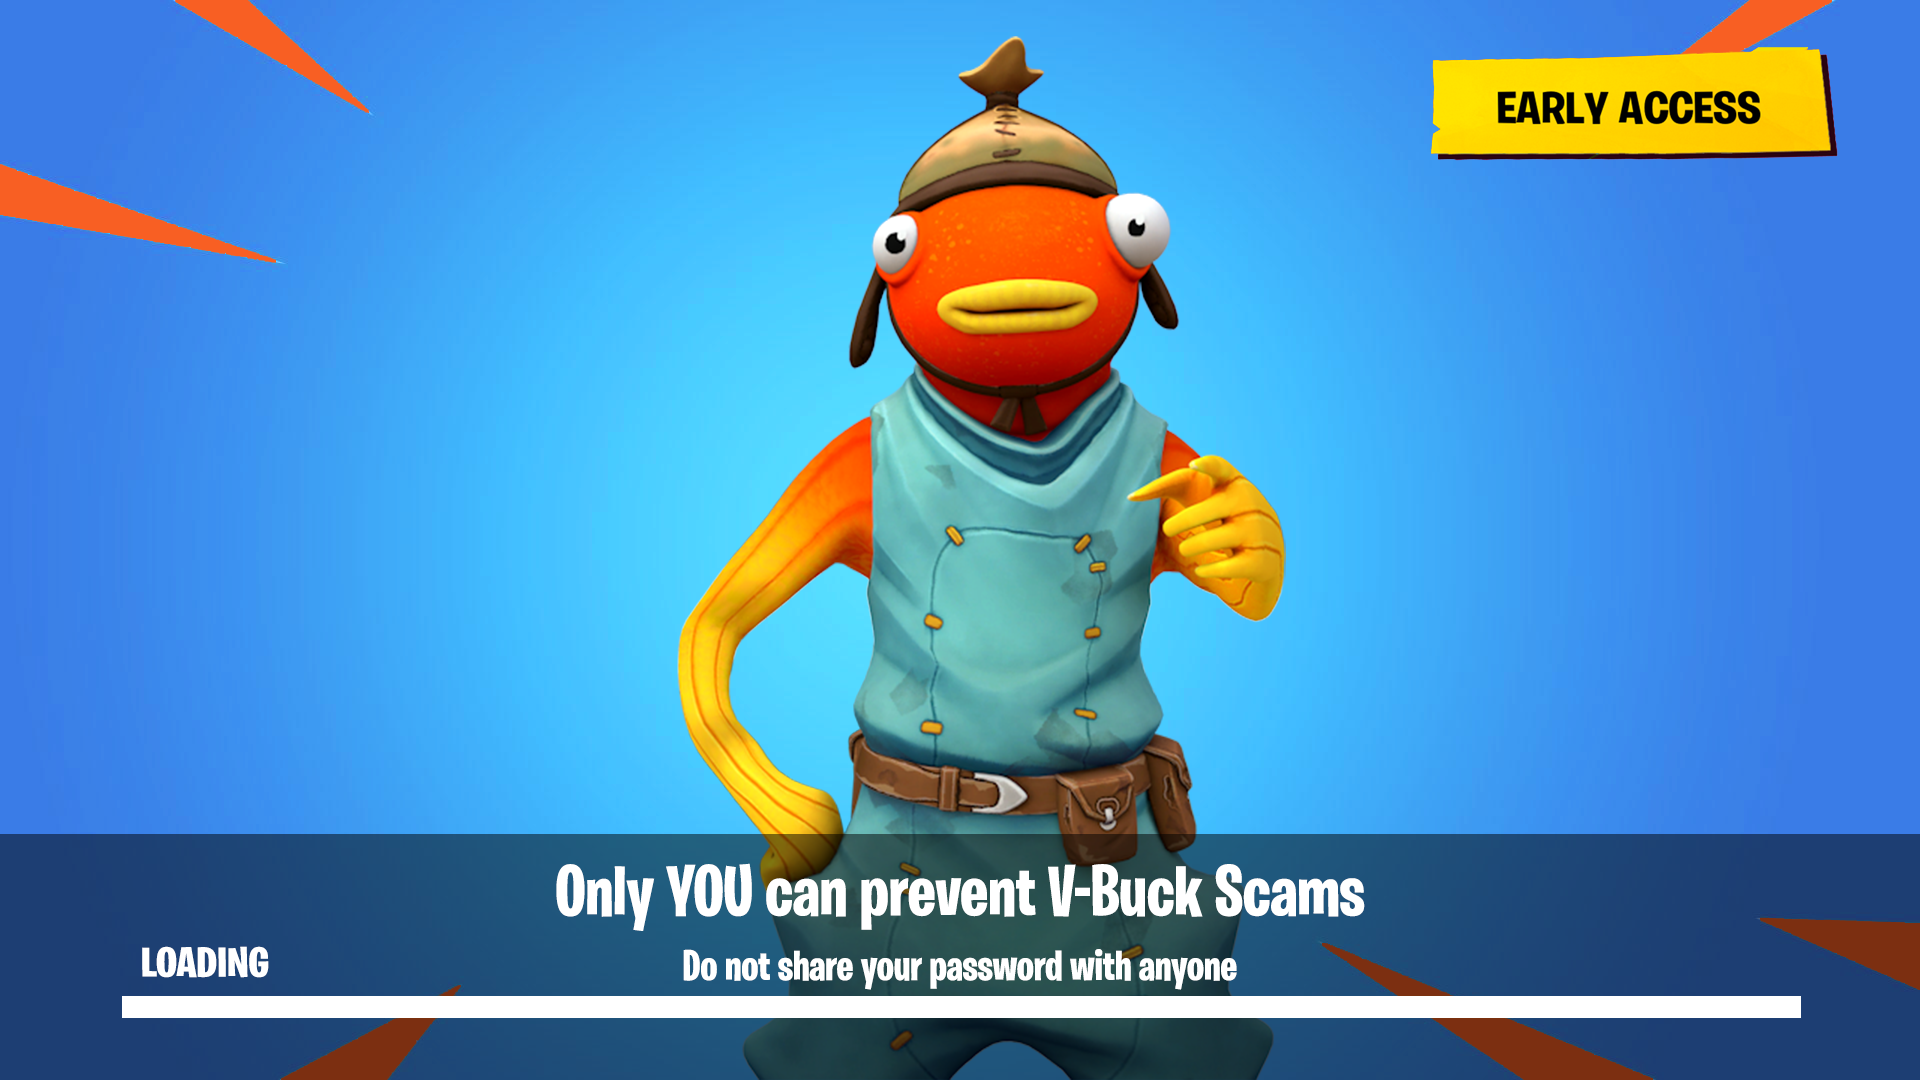 EARLY ACCESS
Only YOU can prevent V-Buck Scams
LOADING
Do not share your password with anyone